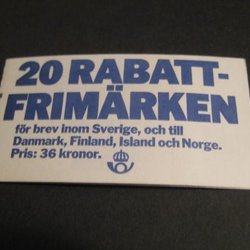 20 RABATT-
FRIMÄRKEN
för brev inom Sverige, och till
Danmark, Finland, Island och Norge.
Pris: 36 kronor.